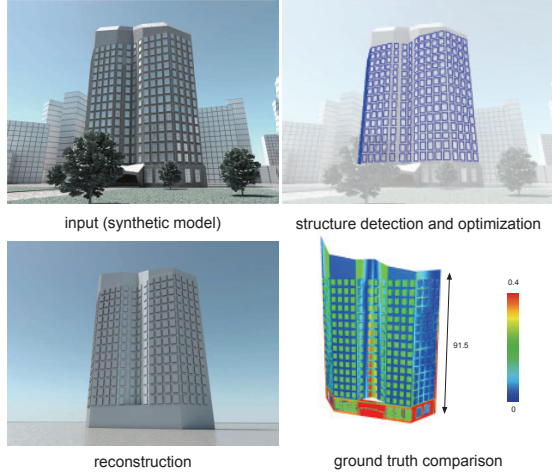 input (synthetic model)
structure detection and optimization
0.4
91.5
0
reconstruction
ground truth comparison